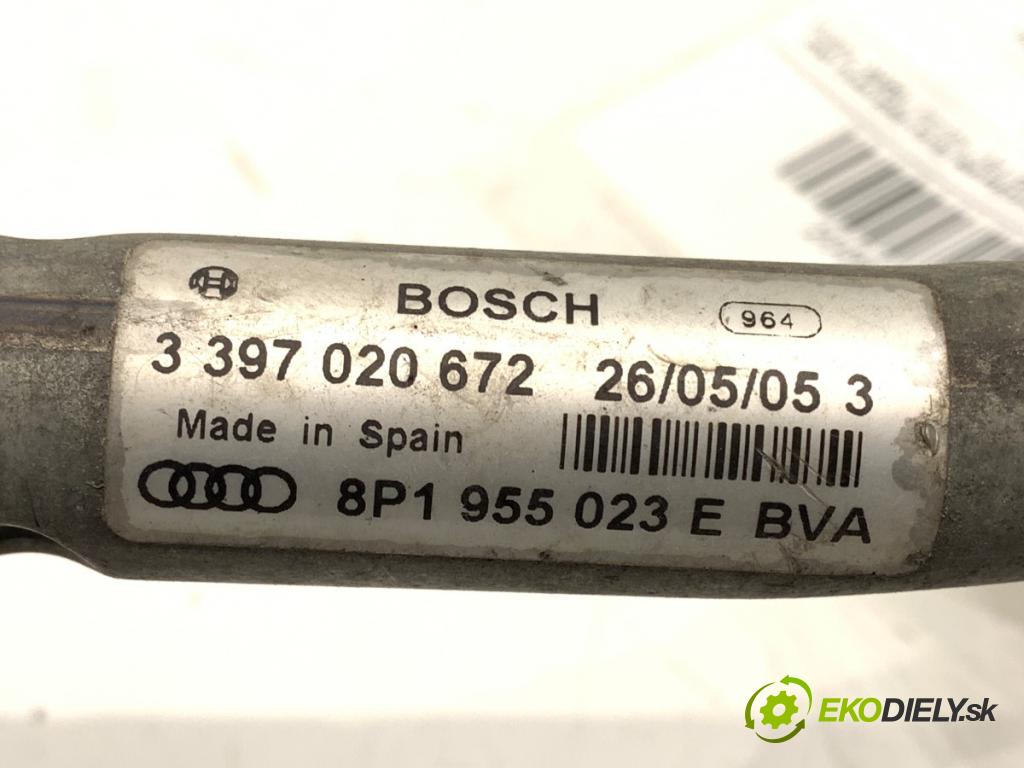 BOSCH
964
3 397 020 672 26/05/05 3
Made in Spain
8P1 955 023 E BVA
EKODIELY.sk